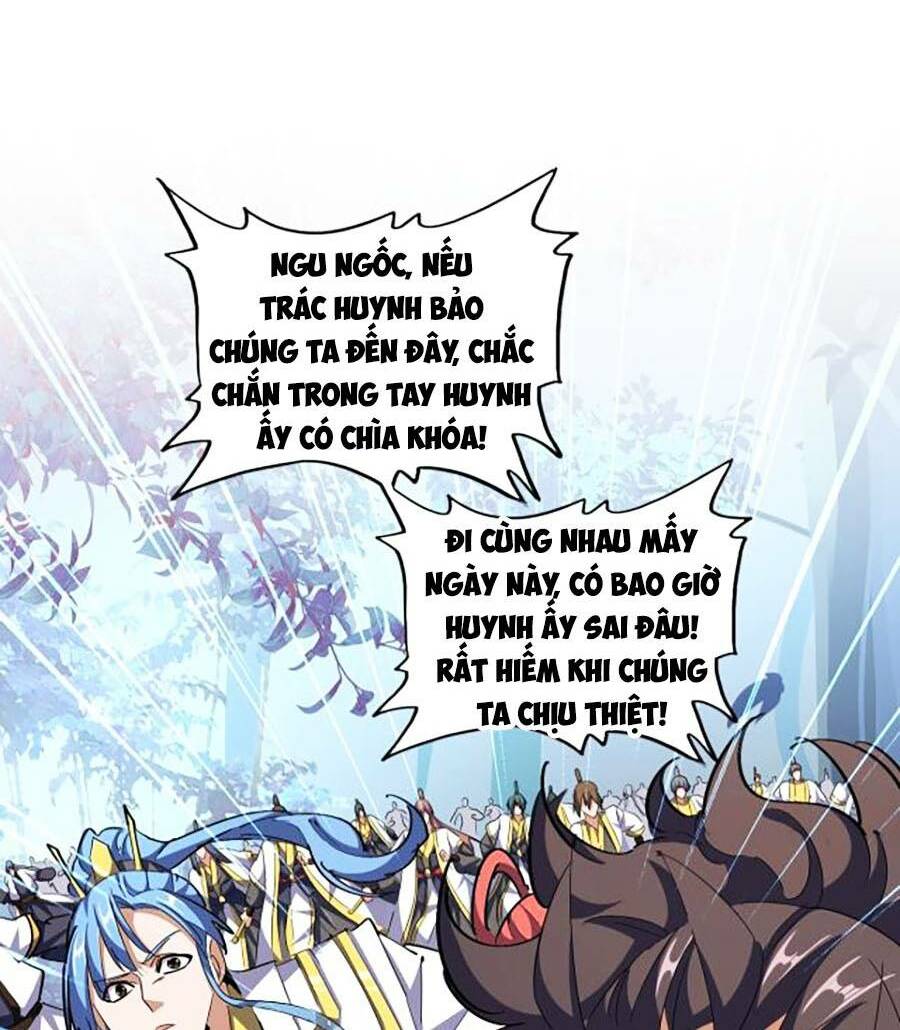 NGU NGỐC, NẾU
TRÁC HUYNH BẢO
CHÚNG TA ĐẾN ĐÂY, CHẮC
CHẮN TRONG TAY HUYNH
ẤY CÓ CHÌA KHÓA!
ĐI CÙNG NHAU MẤY
NGÀY NÀY, CÓ BAO GIỜ
HUYNH ẤY SAI ĐÂU!
RẤT HIẾM KHI CHÚNG
TA CHỊU THIỆT!